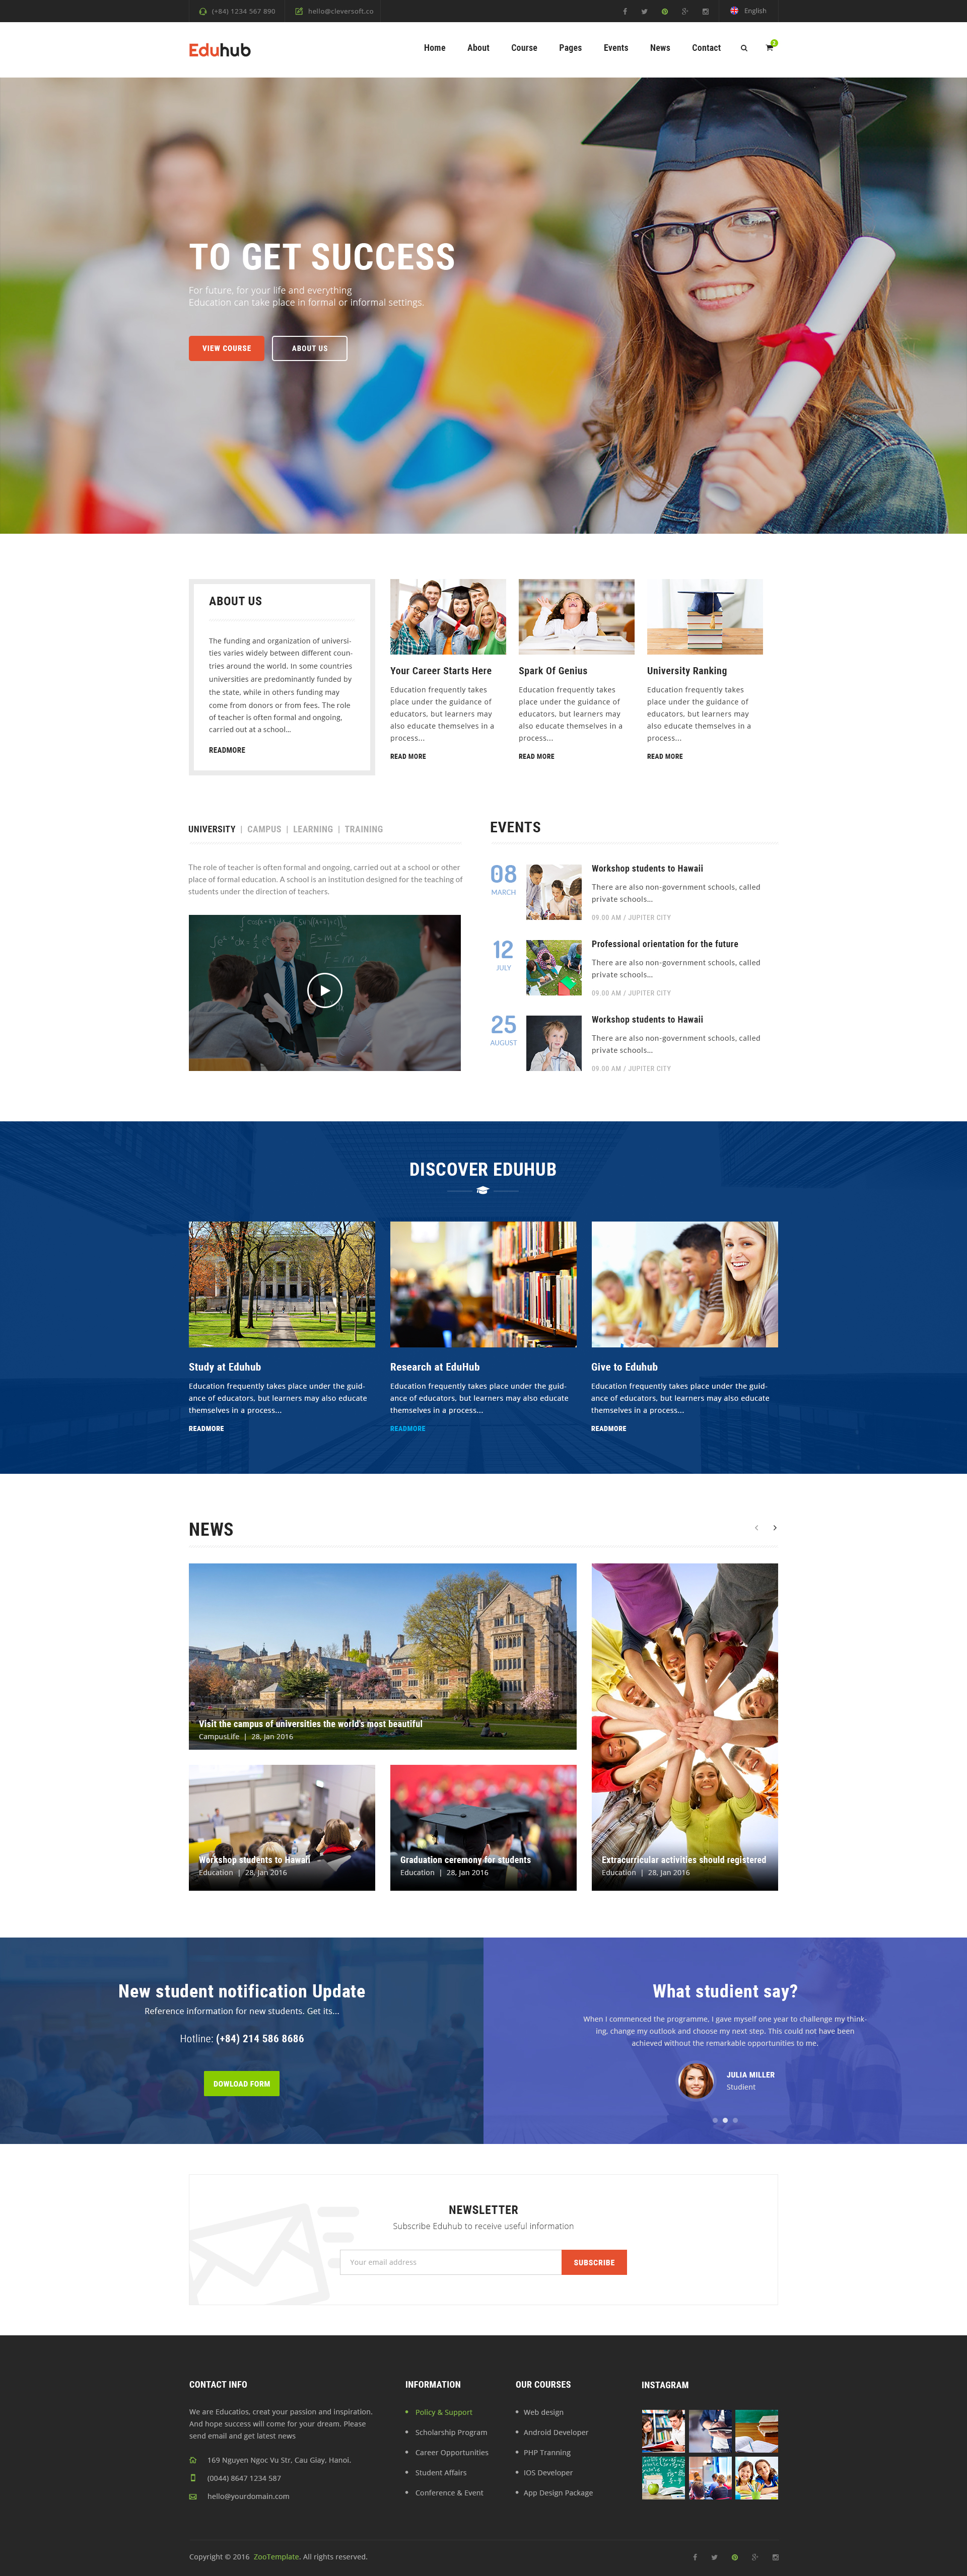 (+84) 1234 567 890
hello@cleversoft.co
English
Eduhub
Home
About
Course
Pages
Events
News
Contact
TO GET SUCCESS
For future, for your life and everything
Education can take place in formal or informal settings.
VIEW COURSE
ABOUT US
ABOUT US
The funding and organization of universi-
ties varies widely between different coun-
tries around the world. In some countries
universities are predominantly funded by
the state, while in others funding may
come from donors or from fees. The role
of teacher is often formal and ongoing,
carried out at a school...
READMORE
Your Career Starts Here
Education frequently takes
place under the guidance of
educators, but learners may
also educate themselves in a
process...
READ MORE
Spark Of Genius
Education frequently takes
place under the guidance of
educators, but learners may
also educate themselves in a
process...
READ MORE
University Ranking
Education frequently takes
place under the guidance of
educators, but learners may
also educate themselves in a
process...
READ MORE
UNIVERSITY | CAMPUS | LEARNING | TRAINING
The role of teacher is often formal and ongoing, carried out at a school or other
place of formal education. A school is an institution designed for the teaching of
students under the direction of teachers.
EVENTS
08
MARCH
Workshop students to Hawaii
There are also non-government schools, called
private schools...
09.00 AM / JUPITER CITY
12
JULY
Professional orientation for the future
There are also non-government schools, called
private schools...
09.00 AM / JUPITER CITY
25
AUGUST
Workshop students to Hawaii
There are also non-government schools, called
private schools...
09.00 AM / JUPITER CITY
DISCOVER EDUHUB
Study at Eduhub
Education frequently takes place under the guid-
ance of educators, but learners may also educate
themselves in a process...
READMORE
Research at EduHub
Education frequently takes place under the guid-
ance of educators, but learners may also educate
themselves in a process...
READMORE
Give to Eduhub
Education frequently takes place under the guid-
ance of educators, but learners may also educate
themselves in a process...
READMORE
NEWS
Visit the campus of universities the world's most beautiful
CampusLife | 28, Jan 2016
Workshop students to Hawaii
Education | 28, Jan 2016
Graduation ceremony for students
Education | 28, Jan 2016
Extracurricular activities should registered
Education | 28, Jan 2016
New student notification Update
Reference information for new students. Get its...
Hotline: (+84) 214 586 8686
DOWLOAD FORM
What student say?
When I commenced the programme, I gave myself one year to challenge my think-
ing, change my outlook and choose my next step. This could not have been
achieved without the remarkable opportunities to me.
JULIA MILLER
Studient
NEWSLETTER
Subscribe Eduhub to receive useful information
Your email address
SUBSCRIBE
CONTACT INFO
We are Educatios, creat your passion and inspiration.
And hope success will come for your dream. Please
send email and get latest news
169 Nguyen Ngoc Vu Str, Cau Giay, Hanoi.
(0044) 8647 1234 587
hello@yourdomain.com
INFORMATION
Policy & Support
Scholarship Program
Career Opportunities
Student Affairs
Conference & Event
OUR COURSES
Web design
Android Developer
PHP Tranning
IOS Developer
App Design Package
INSTAGRAM
Copyright © 2016 ZooTemplate. All rights reserved.